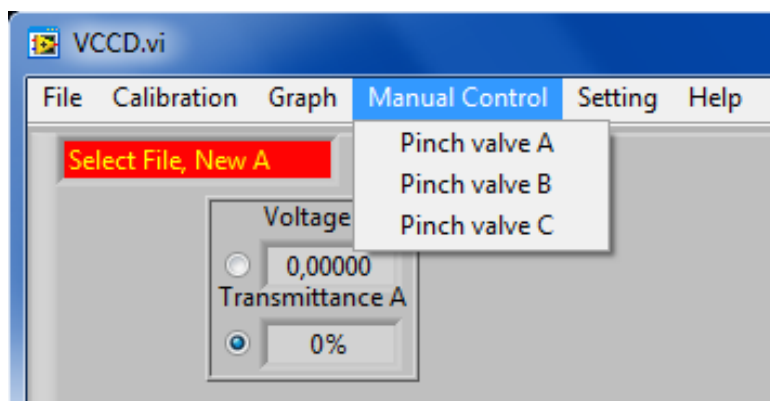 VCCD.vi
File Calibration Graph Manual Control Setting Help
Pinch valve A
Pinch valve B
Pinch valve C
Select File, New A
Voltage
0,00000
Transmittance A
0%